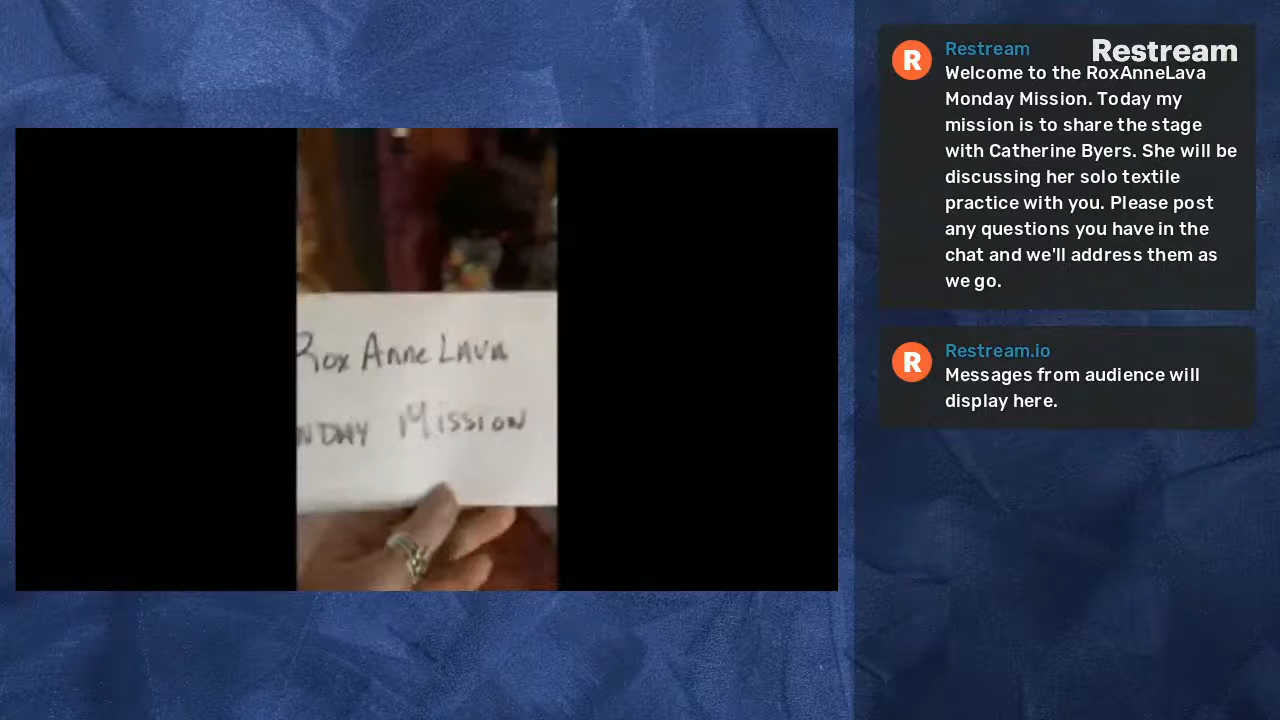 Rox Anne Lava
NDAY Mission
Restream
Restream
Welcome to the RoxAnneLava
Monday Mission. Today my
mission is to share the stage
with Catherine Byers. She will be
discussing her solo textile
practice with you. Please post
any questions you have in the
chat and we'll address them as
we go.
Restream.io
Messages from audience will
display here.